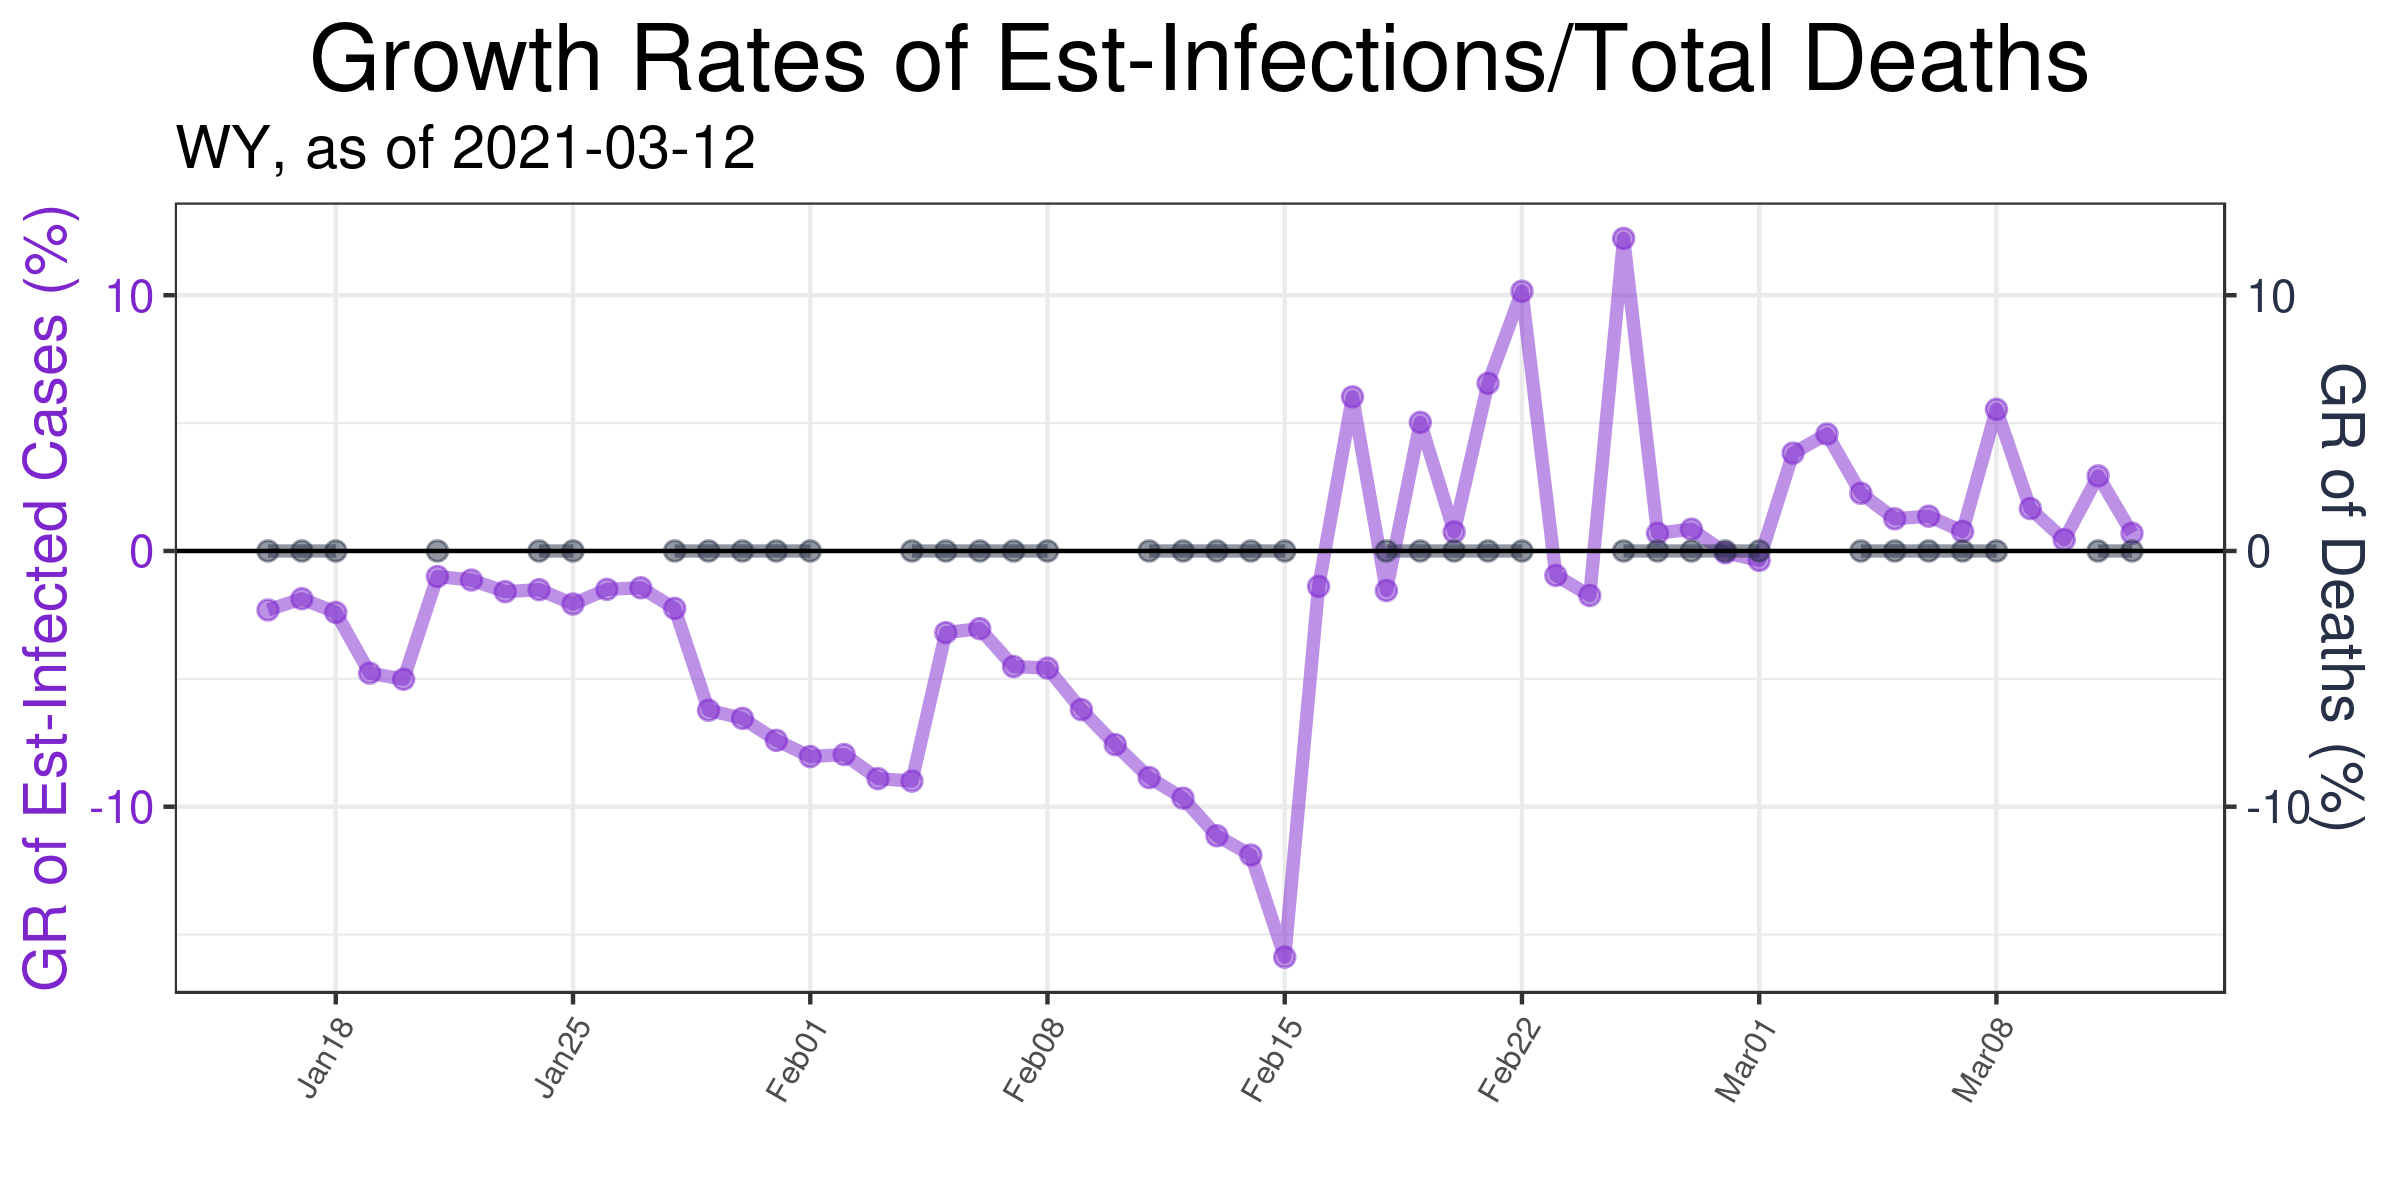 Growth Rates of Est-Infections/Total Deaths
WY, as of 2021-03-12
GR of Est-Infected Cases (%)
10
0
-10
10
0
-10
GR of Deaths (%)
Jan18
Jan25
Feb01
Feb08
Feb15
Feb22
Mar01
Mar08